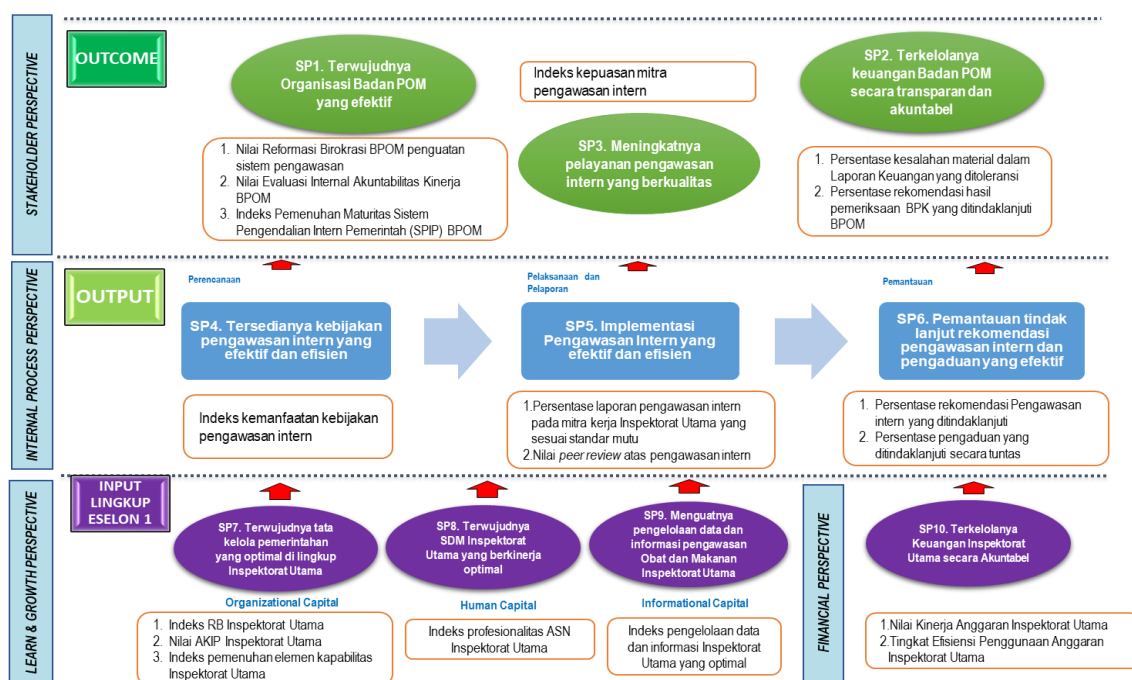 STAKEHOLDER PERSPECTIVE
OUTCOME
SP1. Terwujudnya
Organisasi Badan POM
yang efektif
1. Nilai Reformasi Birokrasi BPOM penguatan
sistem pengawasan
2. Nilai Evaluasi Internal Akuntabilitas Kinerja
BPOM
3. Indeks Pemenuhan Maturitas Sistem
Pengendalian Intern Pemerintah (SPIP) BPOM
Indeks kepuasan mitra
pengawasan intern
SP3. Meningkatnya
pelayanan pengawasan
intern yang berkualitas
SP2. Terkelolanya
keuangan Badan POM
secara transparan dan
akuntabel
1. Persentase kesalahan material dalam
Laporan Keuangan yang ditoleransi
2. Persentase rekomendasi hasil
pemeriksaan BPK yang ditindaklanjuti
BPOM
INTERNAL PROCESS PERSPECTIVE
OUTPUT
Perencanaan
SP4. Tersedianya kebijakan
pengawasan intern yang
efektif dan efisien
Indeks kemanfaatan kebijakan
pengawasan intern
Pelaksanaan dan
Pelaporan
SP5. Implementasi
Pengawasan Intern yang
efektif dan efisien
1.Persentase laporan pengawasan intern
pada mitra kerja Inspektorat Utama yang
sesuai standar mutu
2.Nilai peer review atas pengawasan intern
Pemantauan
SP6. Pemantauan tindak
lanjut rekomendasi
pengawasan intern dan
pengaduan yang efektif
1. Persentase rekomendasi Pengawasan
intern yang ditindaklanjuti
2. Persentase pengaduan yang
ditindaklanjuti secara tuntas
LEARN & GROWTH PERSPECTIVE
INPUT
LINGKUP
ESELON 1
SP7. Terwujudnya tata
kelola pemerintahan
yang optimal di lingkup
Inspektorat Utama
Organizational Capital
1. Indeks RB Inspektorat Utama
2. Nilai AKIP Inspektorat Utama
3. Indeks pemenuhan elemen kapabilitas
Inspektorat Utama
SP8. Terwujudnya
SDM Inspektorat
Utama yang berkinerja
optimal
Human Capital
Indeks profesionalitas ASN
Inspektorat Utama
SP9. Menguatnya
pengelolaan data dan
informasi pengawasan
Obat dan Makanan
Inspektorat Utama
Informational Capital
Indeks pengelolaan data
dan informasi Inspektorat
Utama yang optimal
FINANCIAL PERSPECTIVE
SP10. Terkelolanya
Keuangan Inspektorat
Utama secara Akuntabel
1.Nilai Kinerja Anggaran Inspektorat Utama
2.Tingkat Efisiensi Penggunaan Anggaran
Inspektorat Utama